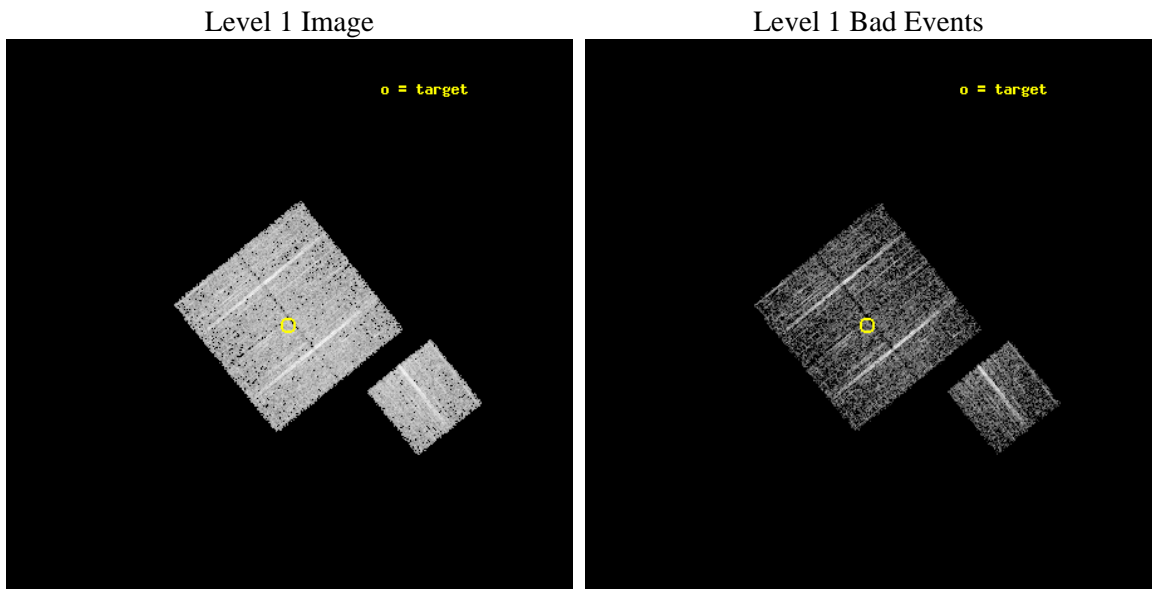 Level 1 Image
Level 1 Bad Events
o = target
o = target